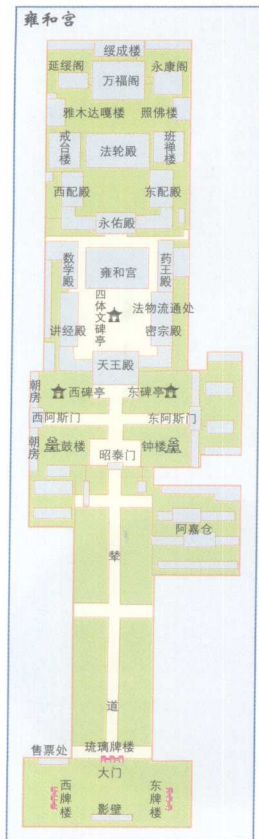 雍和宫
绥成楼
延绥阁
万福阁
永康阁
雅木达嘎楼
照佛楼
戒台楼
法轮殿
班禅楼
西配殿
东配殿
永佑殿
数学殿
雍和宫
药王殿
四体文碑亭
法物流通处
讲经殿
密宗殿
天王殿
朝房
西碑亭
东碑亭
西阿斯门
东阿斯门
朝房
鼓楼
昭泰门
钟楼
阿嘉仓
辇
道
售票处
琉璃牌楼
大门
西牌楼
东牌楼
影壁